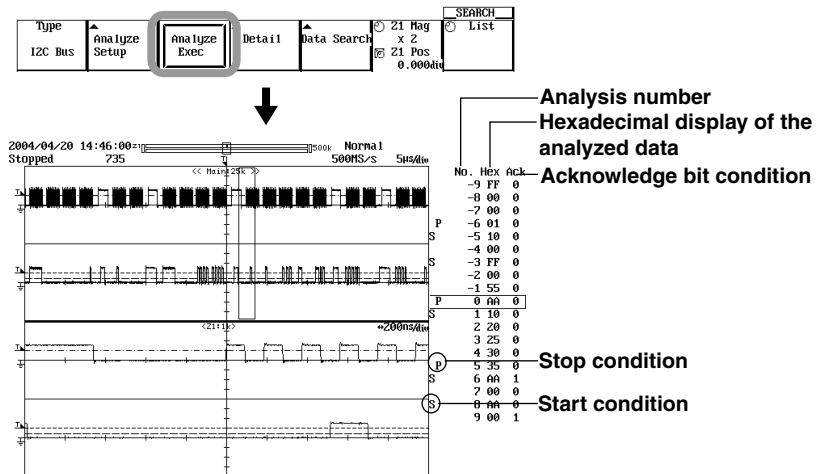 SEARCH
Type
I2C Bus
Analyze
Setup
Analyze
Exec
Detail
Data Search
Z1 Mag
x 2
Z1 Pos
0.000div
List
Analysis number
Hexadecimal display of the
analyzed data
Acknowledge bit condition
2004/04/20 14:46:00
Z1
500k
Normal
Stopped
735
500MS/s
5µs/div
<< Main:25k >>
No. Hex Ack
-9 FF 0
-8 00 0
-7 00 0
P -6 01 0
S -5 10 0
-4 00 0
S -3 FF 0
-2 00 0
-1 55 0
P 0 AA 0
S 1 10 0
2 20 0
3 25 0
4 30 0
P 5 35 0
S 6 AA 1
7 00 0
S 8 AA 0
9 00 1
<Z1:1k>
200ns/div
Stop condition
Start condition